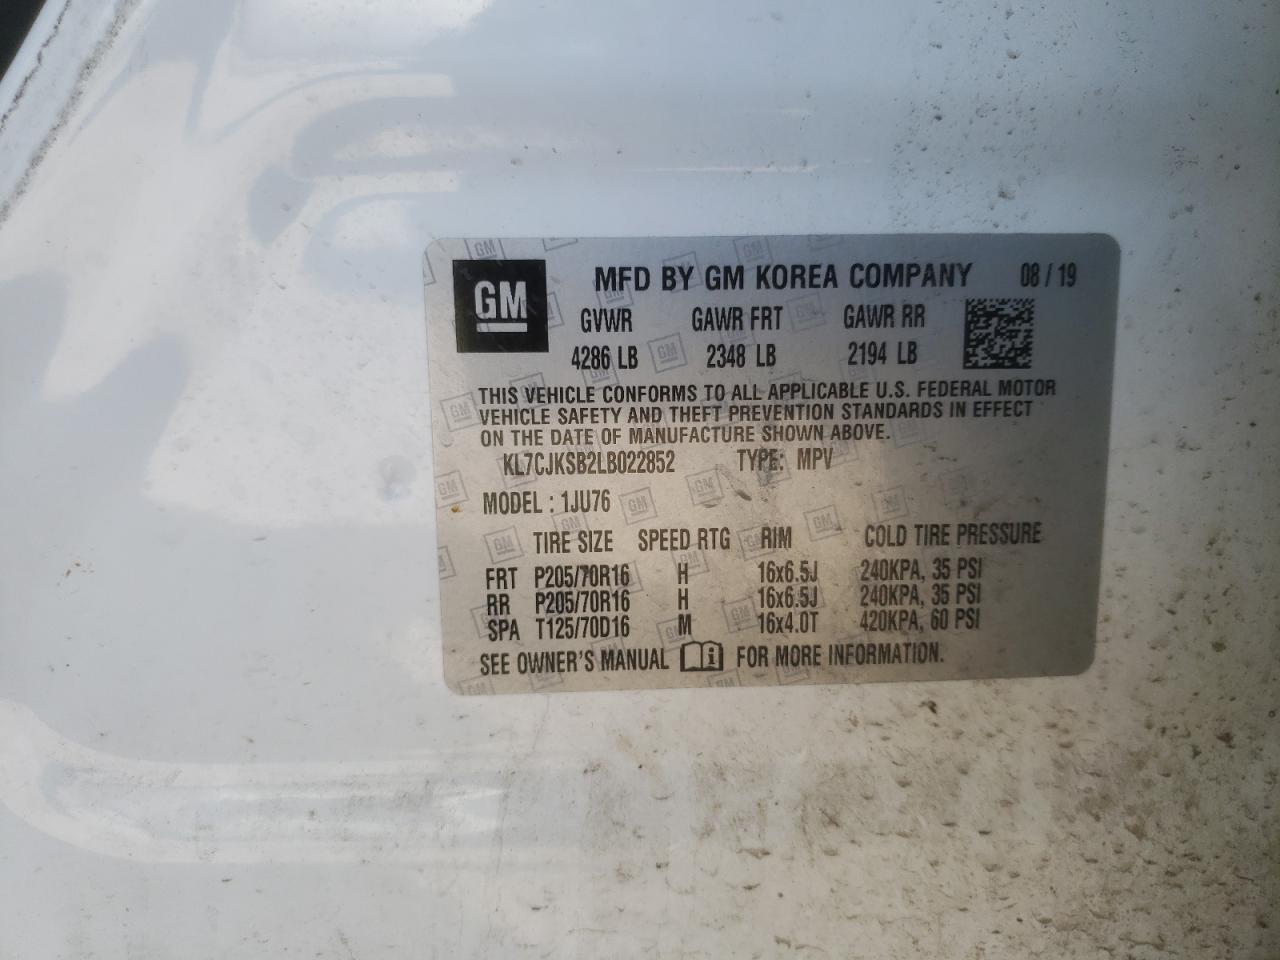 GM MFD BY GM KOREA COMPANY 08 / 19
GVWR GAWR FRT GAWR RR
4286 LB 2348 LB 2194 LB
THIS VEHICLE CONFORMS TO ALL APPLICABLE U.S. FEDERAL MOTOR
VEHICLE SAFETY AND THEFT PREVENTION STANDARDS IN EFFECT
ON THE DATE OF MANUFACTURE SHOWN ABOVE.
KL7CJKSB2LB022852 TYPE: MPV
MODEL : 1JU76
TIRE SIZE SPEED RTG RIM COLD TIRE PRESSURE
FRT P205/70R16 H 16x6.5J 240KPA, 35 PSI
RR P205/70R16 H 16x6.5J 240KPA, 35 PSI
SPA T125/70D16 M 16x4.0T 420KPA, 60 PSI
SEE OWNER'S MANUAL i FOR MORE INFORMATION.